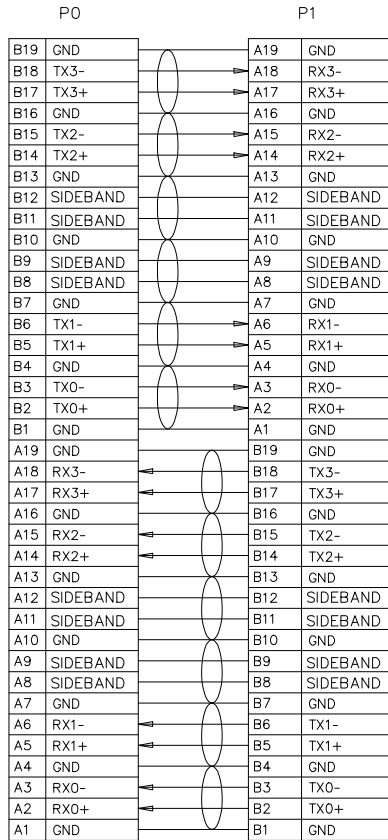 P0 P1
B19 GND A19 GND
B18 TX3- A18 RX3-
B17 TX3+ A17 RX3+
B16 GND A16 GND
B15 TX2- A15 RX2-
B14 TX2+ A14 RX2+
B13 GND A13 GND
B12 SIDEBAND A12 SIDEBAND
B11 SIDEBAND A11 SIDEBAND
B10 GND A10 GND
B9 SIDEBAND A9 SIDEBAND
B8 SIDEBAND A8 SIDEBAND
B7 GND A7 GND
B6 TX1- A6 RX1-
B5 TX1+ A5 RX1+
B4 GND A4 GND
B3 TX0- A3 RX0-
B2 TX0+ A2 RX0+
B1 GND A1 GND
A19 GND B19 GND
A18 RX3- B18 TX3-
A17 RX3+ B17 TX3+
A16 GND B16 GND
A15 RX2- B15 TX2-
A14 RX2+ B14 TX2+
A13 GND B13 GND
A12 SIDEBAND B12 SIDEBAND
A11 SIDEBAND B11 SIDEBAND
A10 GND B10 GND
A9 SIDEBAND B9 SIDEBAND
A8 SIDEBAND B8 SIDEBAND
A7 GND B7 GND
A6 RX1- B6 TX1-
A5 RX1+ B5 TX1+
A4 GND B4 GND
A3 RX0- B3 TX0-
A2 RX0+ B2 TX0+
A1 GND B1 GND